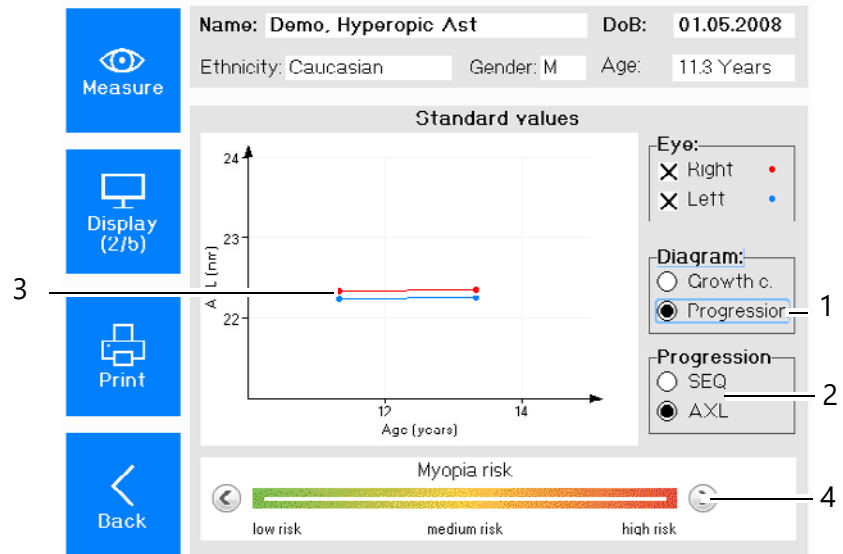 Name: Demo, Hyperopic Ast DoB: 01.05.2008
Ethnicity: Caucasian Gender: M Age: 11.3 Years
Measure
Display
(2/5)
Print
Back
Standard values
24
23
22
12 14
Age (years)
Eye:
Right
Left
Diagram:
Growth c.
Progression
Progression
SEQ
AXL
Myopia risk
low risk medium risk high risk
3
1
2
4